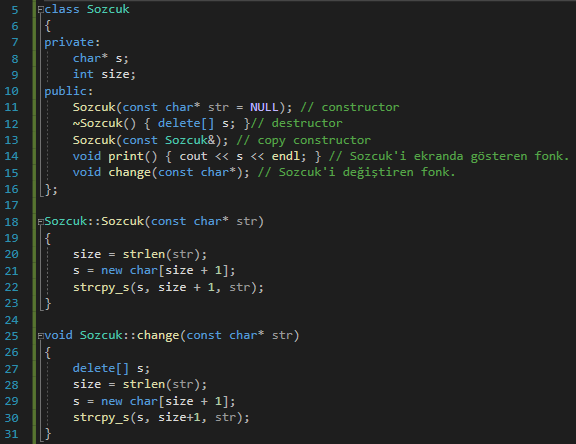 5 class Sozcuk
6 {
7 private:
8     char* s;
9     int size;
10 public:
11     Sozcuk(const char* str = NULL); // constructor
12     ~Sozcuk() { delete[] s; }// destructor
13     Sozcuk(const Sozcuk&); // copy constructor
14     void print() { cout << s << endl; } // Sozcuk'i ekranda gösteren fonk.
15     void change(const char*); // Sozcuk'i değiştiren fonk.
16 };
17
18 Sozcuk::Sozcuk(const char* str)
19 {
20     size = strlen(str);
21     s = new char[size + 1];
22     strcpy_s(s, size + 1, str);
23 }
24
25 void Sozcuk::change(const char* str)
26 {
27     delete[] s;
28     size = strlen(str);
29     s = new char[size + 1];
30     strcpy_s(s, size+1, str);
31 }